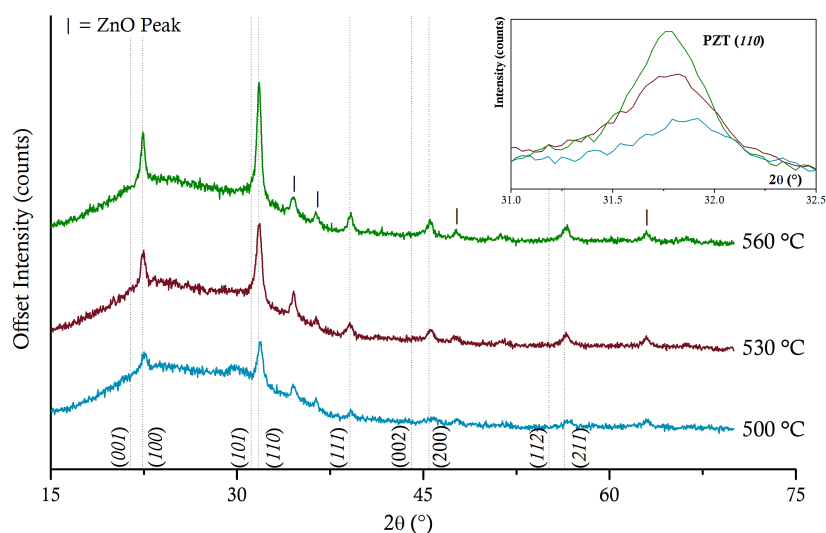 | = ZnO Peak
PZT (110)
Intensity (counts)
31.0 31.5 32.0 32.5
2θ (°)
Offset Intensity (counts)
560 °C
530 °C
500 °C
(001) (100) (101) (110) (111) (002) (200) (112) (211)
15 30 45 60 75
2θ (°)